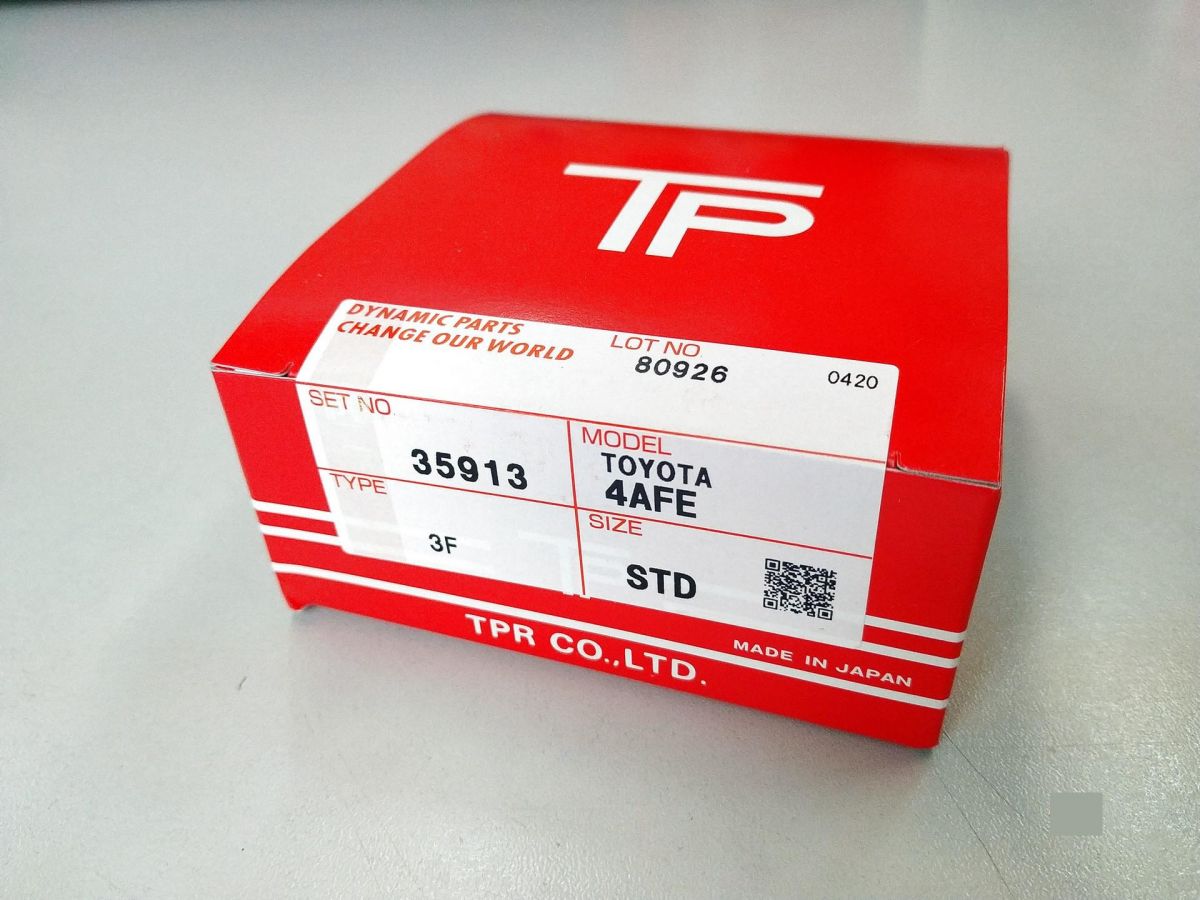 TP
DYNAMIC PARTS
CHANGE OUR WORLD
LOT NO.
80926
0420
SET NO.
35913
MODEL
TOYOTA
4AFE
TYPE
3F
SIZE
STD
TPR CO.,LTD.
MADE IN JAPAN